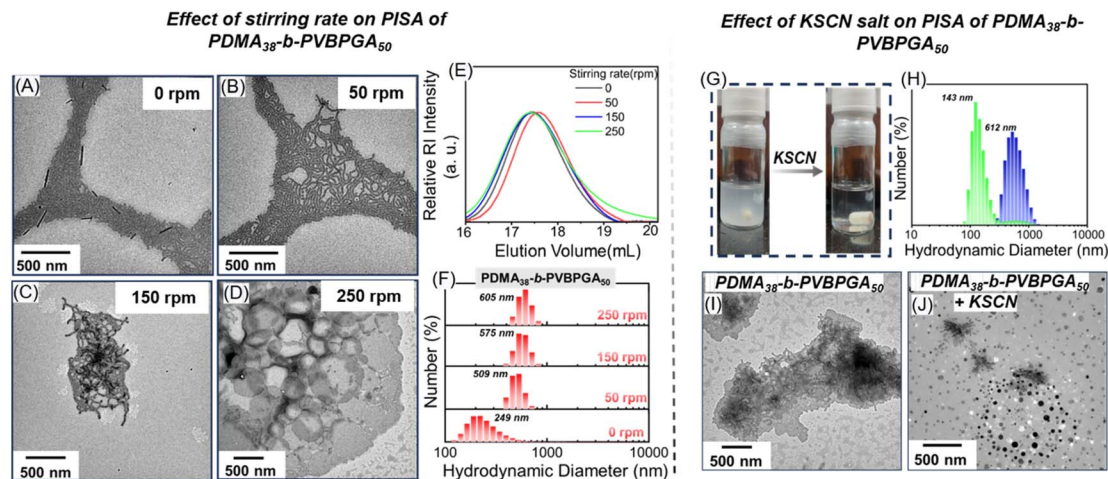 Effect of stirring rate on PISA of
PDMA38-b-PVBPGA50
(A)
0 rpm
500 nm
(B)
50 rpm
500 nm
(C)
150 rpm
500 nm
(D)
250 rpm
500 nm
(E)
Stirring rate(rpm)
0
50
150
250
Relative RI Intensity
(a. u.)
16 17 18 19 20
Elution Volume(mL)
(F)
PDMA38-b-PVBPGA50
605 nm
250 rpm
575 nm
150 rpm
509 nm
50 rpm
249 nm
0 rpm
Number (%)
100 1000 10000
Hydrodynamic Diameter (nm)
Effect of KSCN salt on PISA of PDMA38-b-
PVBPGA50
(G)
KSCN
(H)
143 nm
612 nm
Number (%)
10 100 1000 10000
Hydrodynamic Diameter (nm)
(I)
PDMA38-b-PVBPGA50
500 nm
(J)
PDMA38-b-PVBPGA50
+ KSCN
500 nm